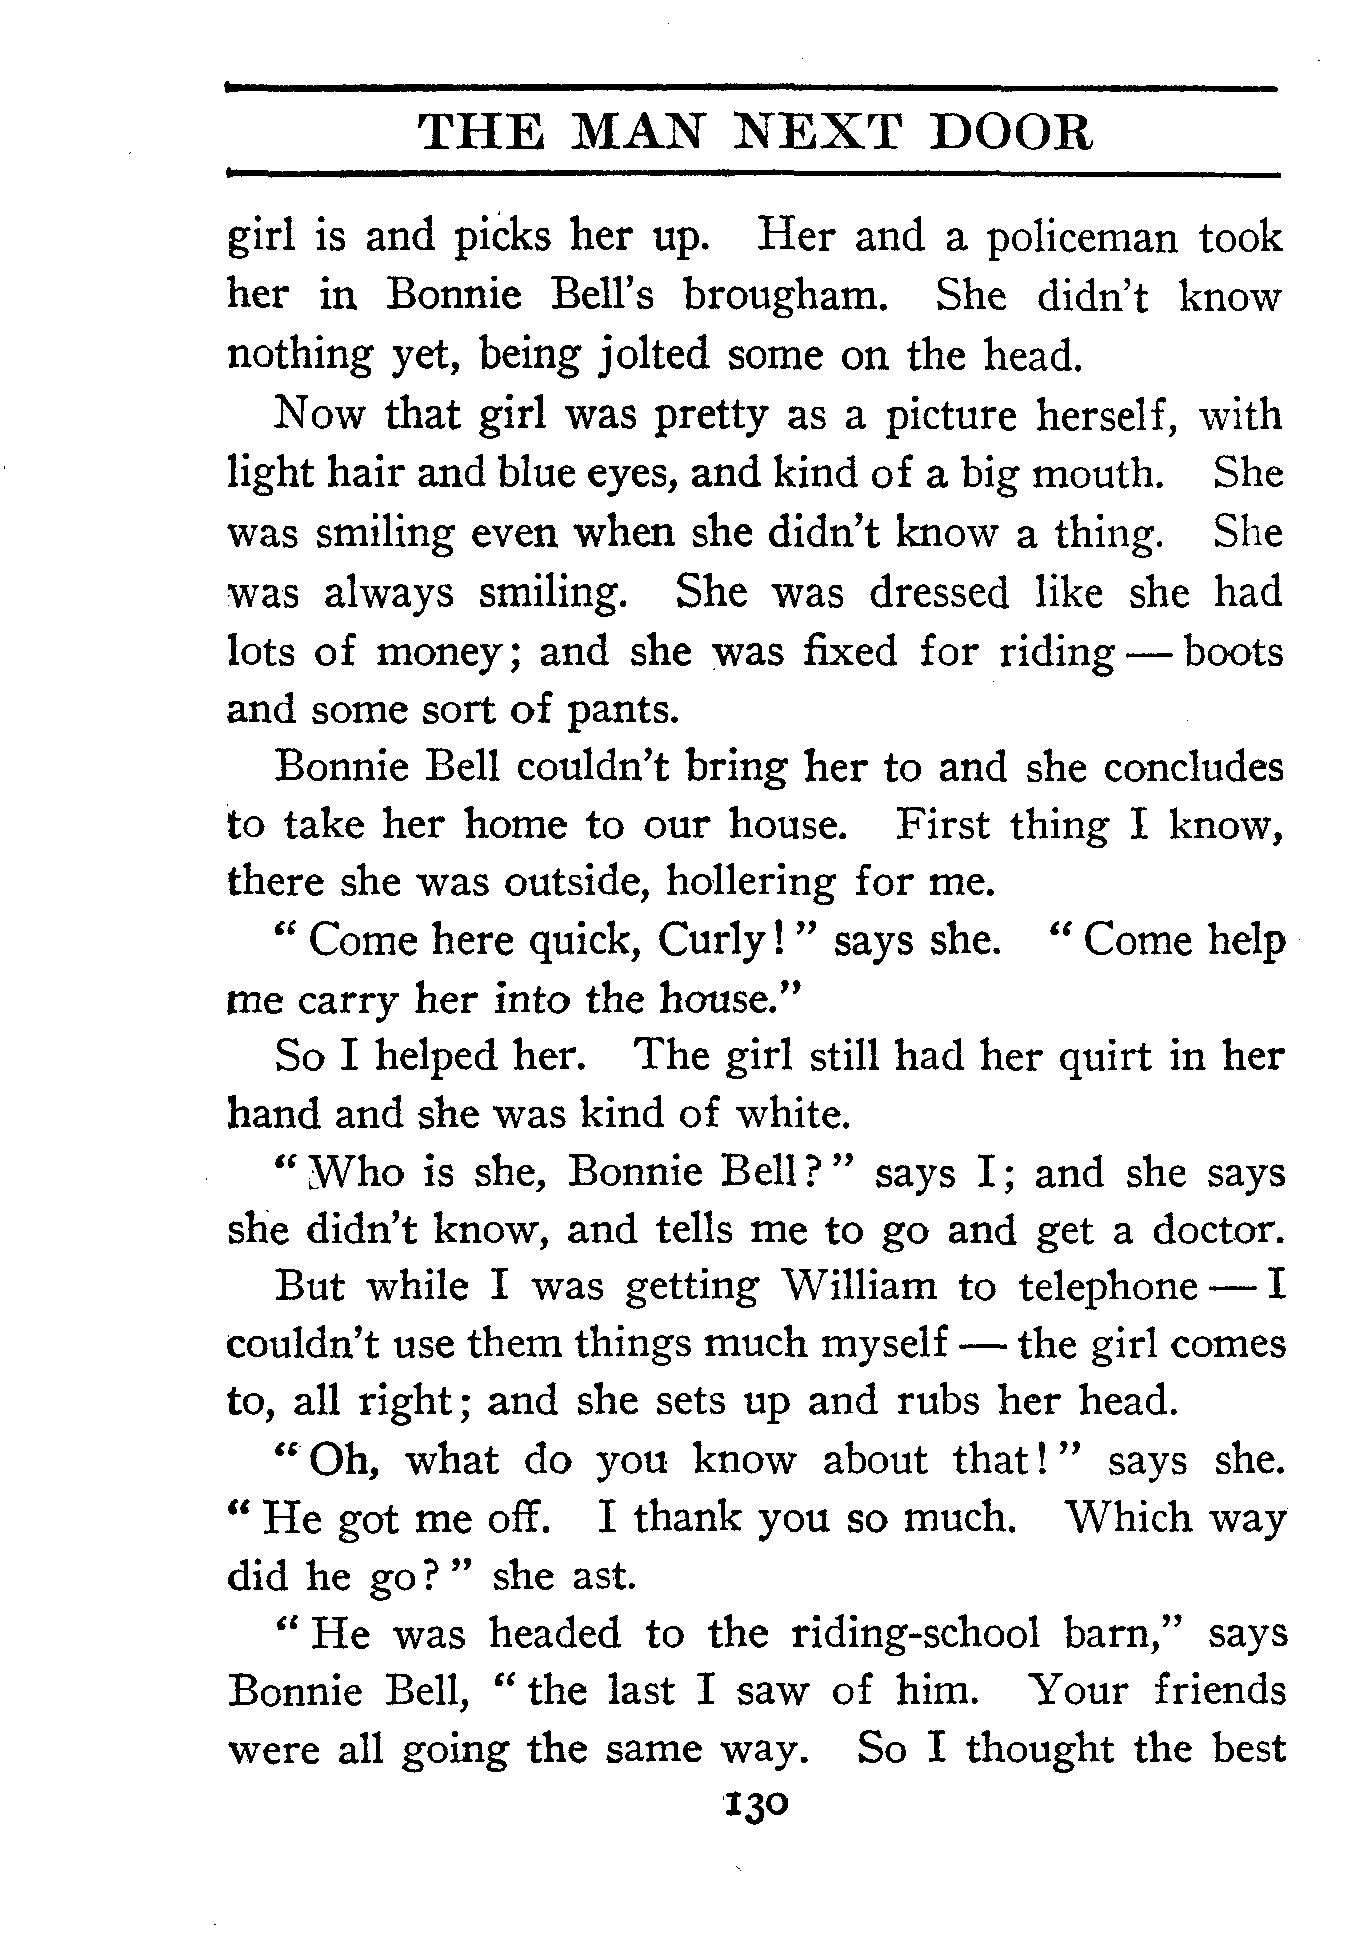 THE MAN NEXT DOOR
girl is and picks her up. Her and a policeman took
her in Bonnie Bell's brougham. She didn't know
nothing yet, being jolted some on the head.
Now that girl was pretty as a picture herself, with
light hair and blue eyes, and kind of a big mouth. She
was smiling even when she didn't know a thing. She
was always smiling. She was dressed like she had
lots of money; and she was fixed for riding — boots
and some sort of pants.
Bonnie Bell couldn't bring her to and she concludes
to take her home to our house. First thing I know,
there she was outside, hollering for me.
“ Come here quick, Curly! ” says she. “ Come help
me carry her into the house.”
So I helped her. The girl still had her quirt in her
hand and she was kind of white.
“ Who is she, Bonnie Bell? ” says I; and she says
she didn't know, and tells me to go and get a doctor.
But while I was getting William to telephone — I
couldn't use them things much myself — the girl comes
to, all right; and she sets up and rubs her head.
“ Oh, what do you know about that! ” says she.
“ He got me off. I thank you so much. Which way
did he go? ” she ast.
“ He was headed to the riding-school barn,” says
Bonnie Bell, “ the last I saw of him. Your friends
were all going the same way. So I thought the best
130